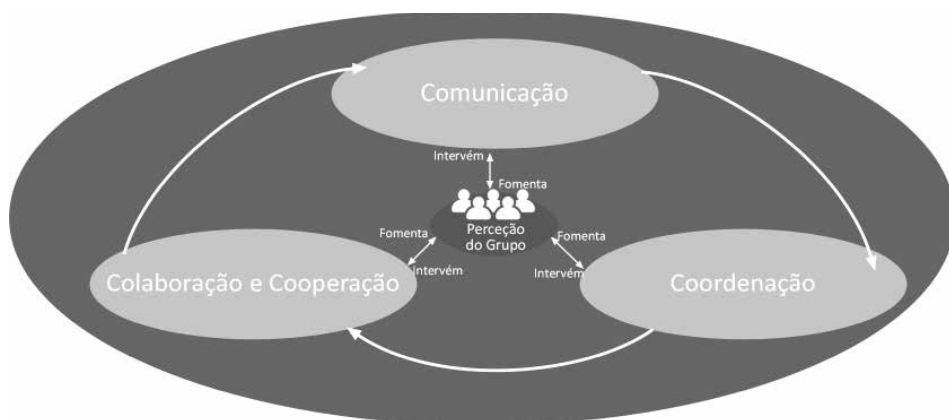 Comunicação
Intervém
Fomenta
Perceção
do Grupo
Fomenta
Intervém
Fomenta
Intervém
Colaboração e Cooperação
Coordenação